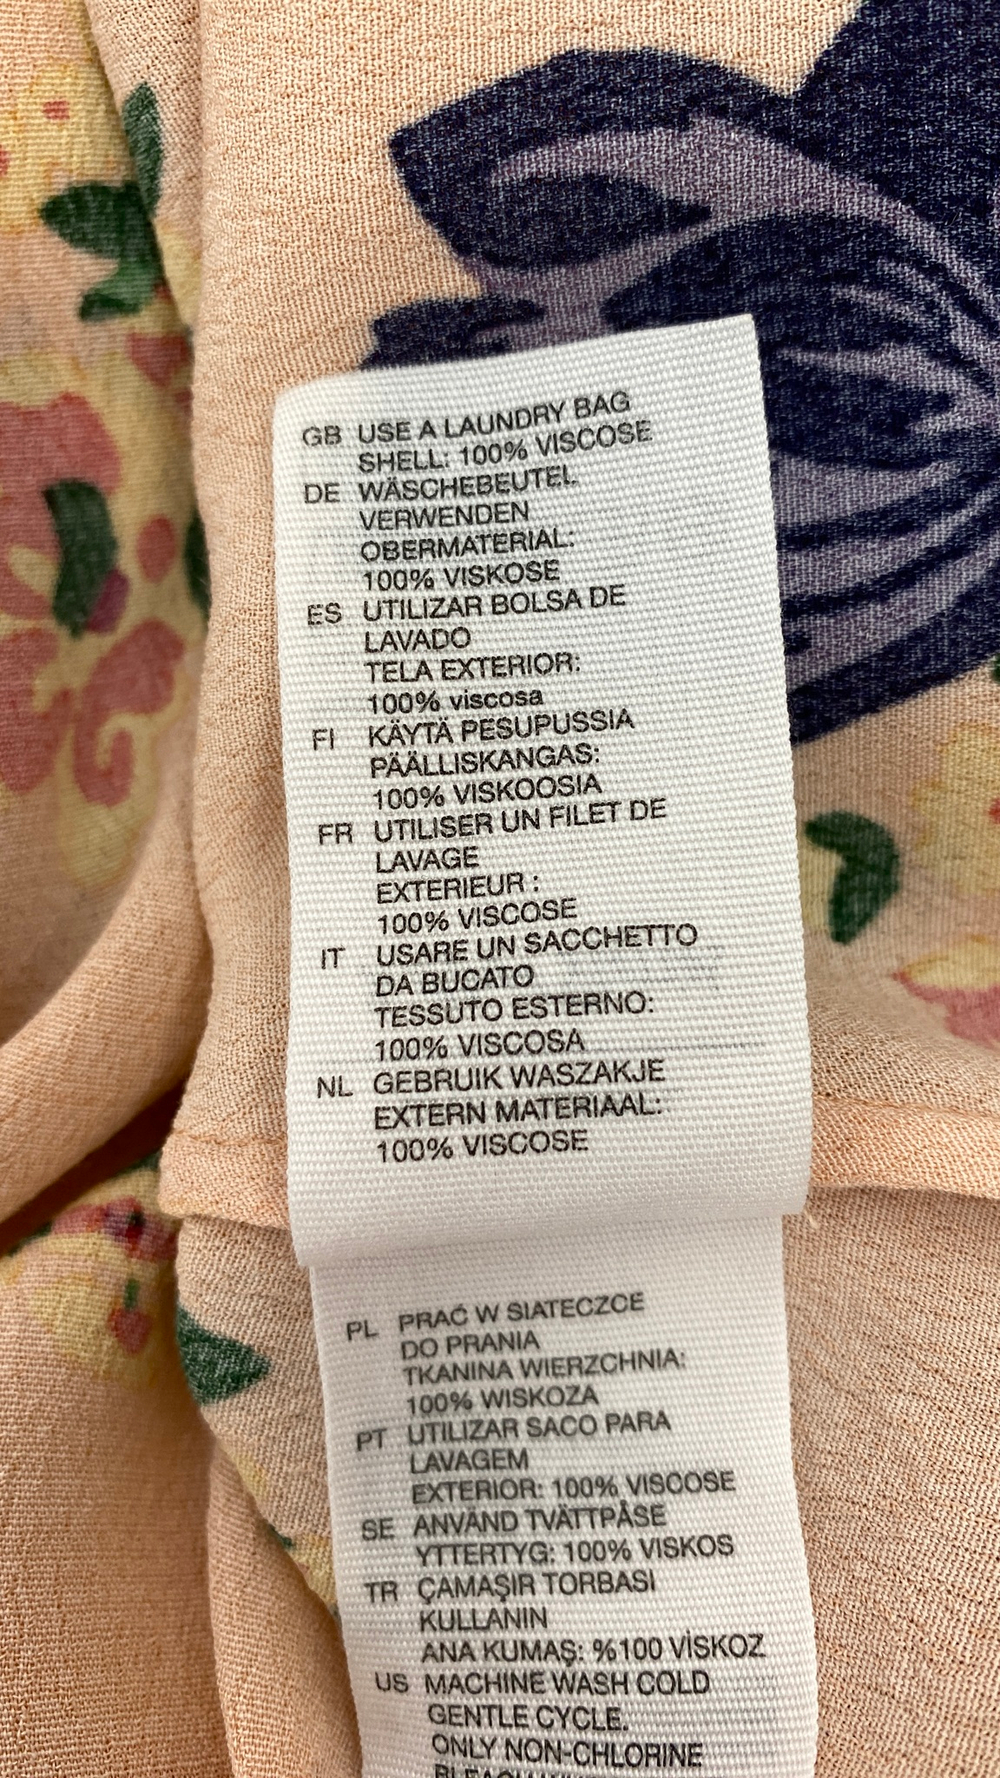 GB USE A LAUNDRY BAG
SHELL: 100% VISCOSE
DE WÄSCHEBEUTEL
VERWENDEN
OBERMATERIAL:
100% VISKOSE
ES UTILIZAR BOLSA DE
LAVADO
TELA EXTERIOR:
100% viscosa
FI KÄYTÄ PESUPUSSIA
PÄÄLLISKANGAS:
100% VISKOOSIA
FR UTILISER UN FILET DE
LAVAGE
EXTERIEUR :
100% VISCOSE
IT USARE UN SACCHETTO
DA BUCATO
TESSUTO ESTERNO:
100% VISCOSA
NL GEBRUIK WASZAKJE
EXTERN MATERIAAL:
100% VISCOSE
PL PRAĆ W SIATECZCE
DO PRANIA
TKANINA WIERZCHNIA:
100% WISKOZA
PT UTILIZAR SACO PARA
LAVAGEM
EXTERIOR: 100% VISCOSE
SE ANVÄND TVÄTTPÅSE
YTTERTYG: 100% VISKOS
TR ÇAMAŞIR TORBASI
KULLANIN
ANA KUMAŞ: %100 VİSKOZ
US MACHINE WASH COLD
GENTLE CYCLE.
ONLY NON-CHLORINE